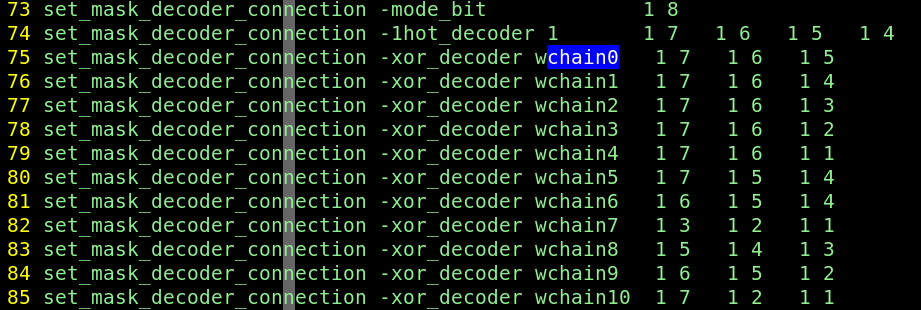 73 set_mask_decoder_connection -mode_bit 1 8
74 set_mask_decoder_connection -1hot_decoder 1 1 7 1 6 1 5 1 4
75 set_mask_decoder_connection -xor_decoder wchain0 1 7 1 6 1 5
76 set_mask_decoder_connection -xor_decoder wchain1 1 7 1 6 1 4
77 set_mask_decoder_connection -xor_decoder wchain2 1 7 1 6 1 3
78 set_mask_decoder_connection -xor_decoder wchain3 1 7 1 6 1 2
79 set_mask_decoder_connection -xor_decoder wchain4 1 7 1 6 1 1
80 set_mask_decoder_connection -xor_decoder wchain5 1 7 1 5 1 4
81 set_mask_decoder_connection -xor_decoder wchain6 1 6 1 5 1 4
82 set_mask_decoder_connection -xor_decoder wchain7 1 3 1 2 1 1
83 set_mask_decoder_connection -xor_decoder wchain8 1 5 1 4 1 3
84 set_mask_decoder_connection -xor_decoder wchain9 1 6 1 5 1 2
85 set_mask_decoder_connection -xor_decoder wchain10 1 7 1 2 1 1